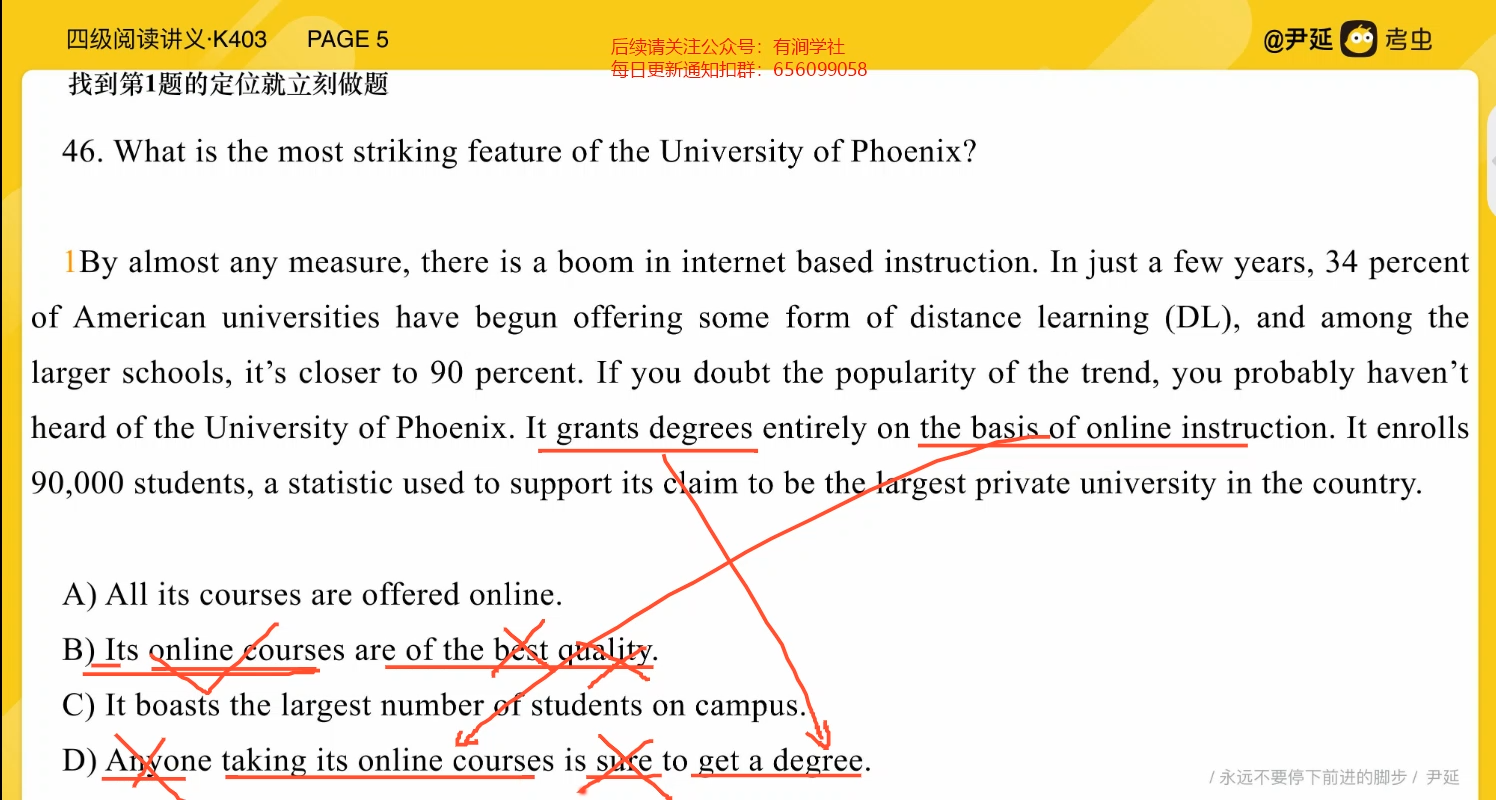 四级阅读讲义·K403 PAGE 5
后续请关注公众号：有涧学社
每日更新通知扣群：656099058
@尹延 考虫
找到第1题的定位就立刻做题
46. What is the most striking feature of the University of Phoenix?
1By almost any measure, there is a boom in internet based instruction. In just a few years, 34 percent
of American universities have begun offering some form of distance learning (DL), and among the
larger schools, it’s closer to 90 percent. If you doubt the popularity of the trend, you probably haven’t
heard of the University of Phoenix. It grants degrees entirely on the basis of online instruction. It enrolls
90,000 students, a statistic used to support its claim to be the largest private university in the country.
A) All its courses are offered online.
B) Its online courses are of the best quality.
C) It boasts the largest number of students on campus.
D) Anyone taking its online courses is sure to get a degree.
/ 永远不要停下前进的脚步 / 尹延